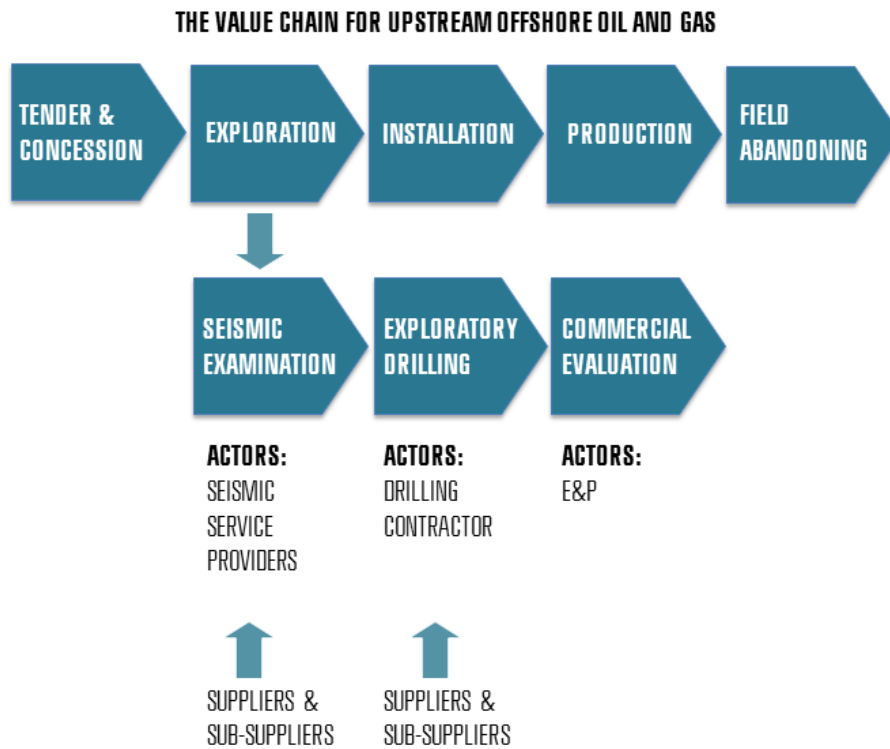 THE VALUE CHAIN FOR UPSTREAM OFFSHORE OIL AND GAS
TENDER &
CONCESSION
EXPLORATION
INSTALLATION
PRODUCTION
FIELD
ABANDONING
SEISMIC
EXAMINATION
EXPLORATORY
DRILLING
COMMERCIAL
EVALUATION
ACTORS:
SEISMIC
SERVICE
PROVIDERS
ACTORS:
DRILLING
CONTRACTOR
ACTORS:
E&P
SUPPLIERS &
SUB-SUPPLIERS
SUPPLIERS &
SUB-SUPPLIERS